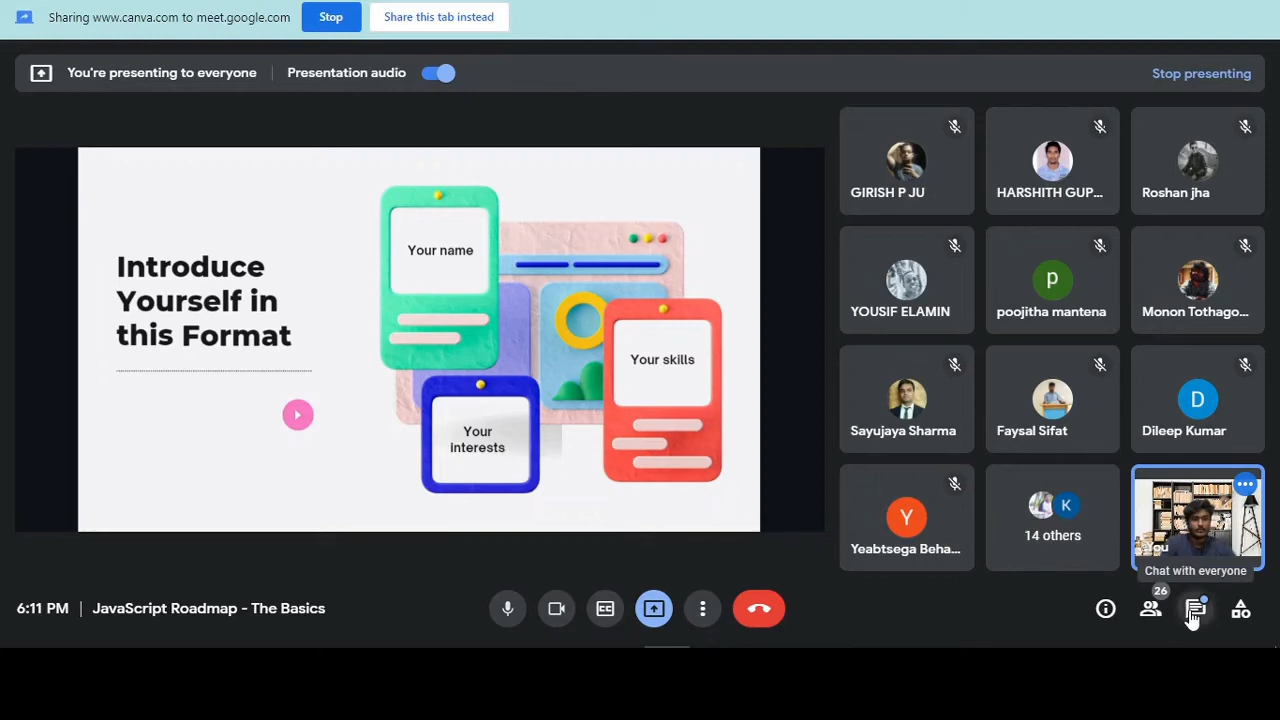 Sharing www.canva.com to meet.google.com
Stop
Share this tab instead
You're presenting to everyone
Presentation audio
Stop presenting
Introduce
Yourself in
this Format
Your name
Your skills
Your
interests
GIRISH P JU
HARSHITH GUP...
Roshan jha
YOUSIF ELAMIN
p
poojitha mantena
Monon Tothago...
Sayujaya Sharma
Faysal Sifat
D
Dileep Kumar
Y
Yeabtsega Beha...
K
14 others
You
Chat with everyone
6:11 PM
JavaScript Roadmap - The Basics
26